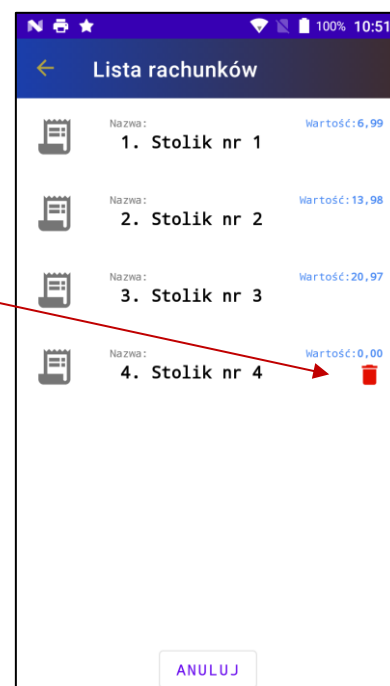 100% 10:51
Lista rachunków
Nazwa: Wartość:6,99
1. Stolik nr 1
Nazwa: Wartość:13,98
2. Stolik nr 2
Nazwa: Wartość:20,97
3. Stolik nr 3
Nazwa: Wartość:0,00
4. Stolik nr 4
ANULUJ